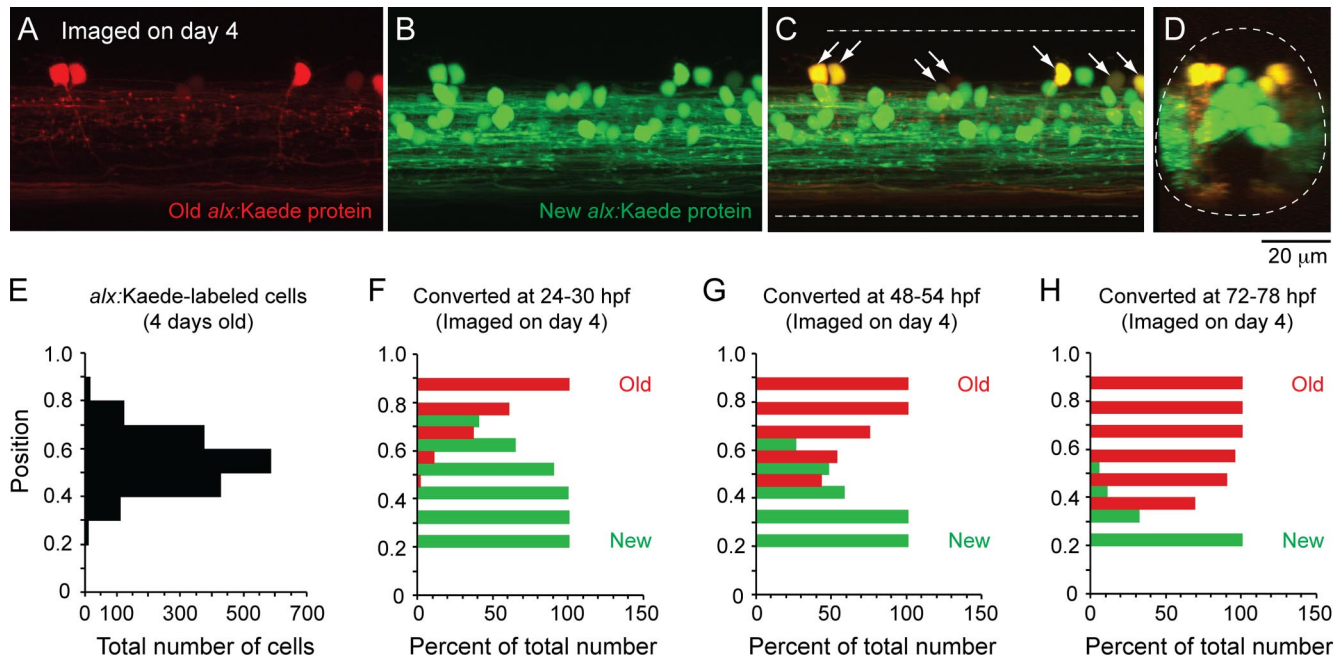 A
Imaged on day 4
Old alx:Kaede protein
B
New alx:Kaede protein
C
D
20 μm
E
alx:Kaede-labeled cells
(4 days old)
Position
1.0
0.8
0.6
0.4
0.2
0
0 100 300 500 700
Total number of cells
F
Converted at 24-30 hpf
(Imaged on day 4)
1.0
0.8
0.6
0.4
0.2
0
Old
New
0 50 100 150
Percent of total number
G
Converted at 48-54 hpf
(Imaged on day 4)
1.0
0.8
0.6
0.4
0.2
0
Old
New
0 50 100 150
Percent of total number
H
Converted at 72-78 hpf
(Imaged on day 4)
1.0
0.8
0.6
0.4
0.2
0
Old
New
0 50 100 150
Percent of total number